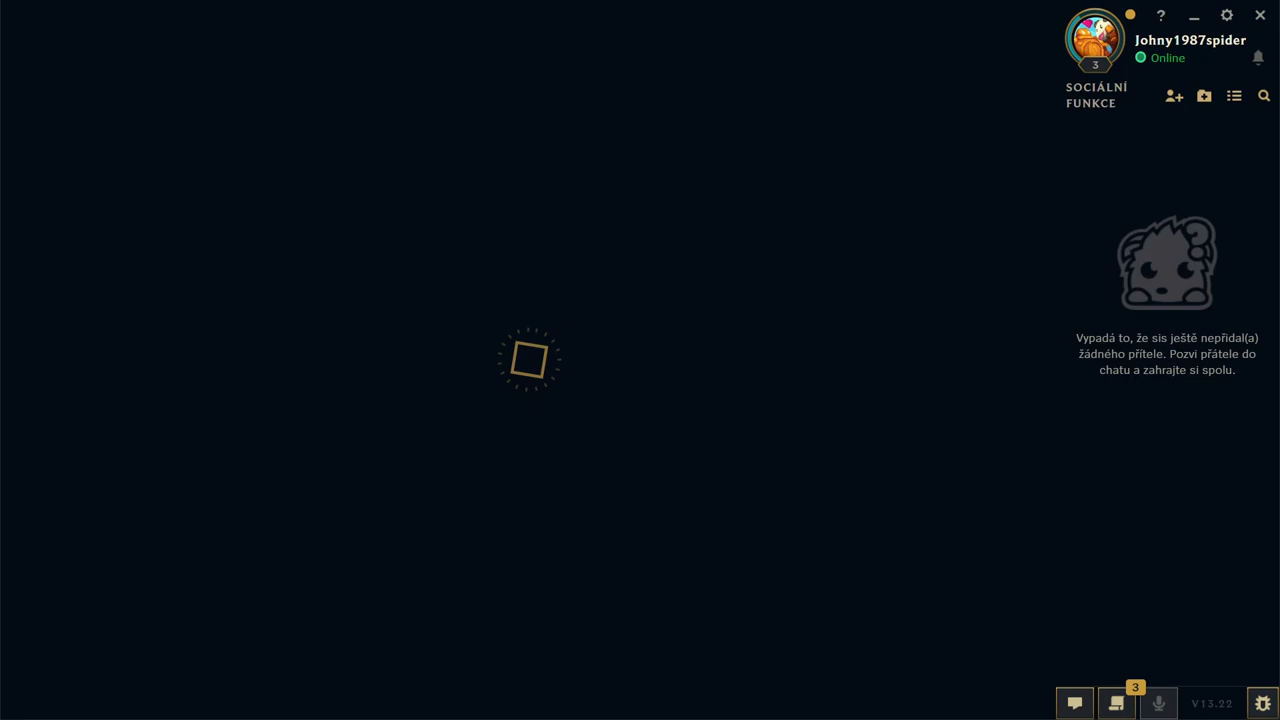 ?
Johny1987spider
Online
3
SOCIÁLNÍ
FUNKCE
Vypadá to, že sis ještě nepřidal(a)
žádného přítele. Pozvi přátele do
chatu a zahrajte si spolu.
3
V13.22